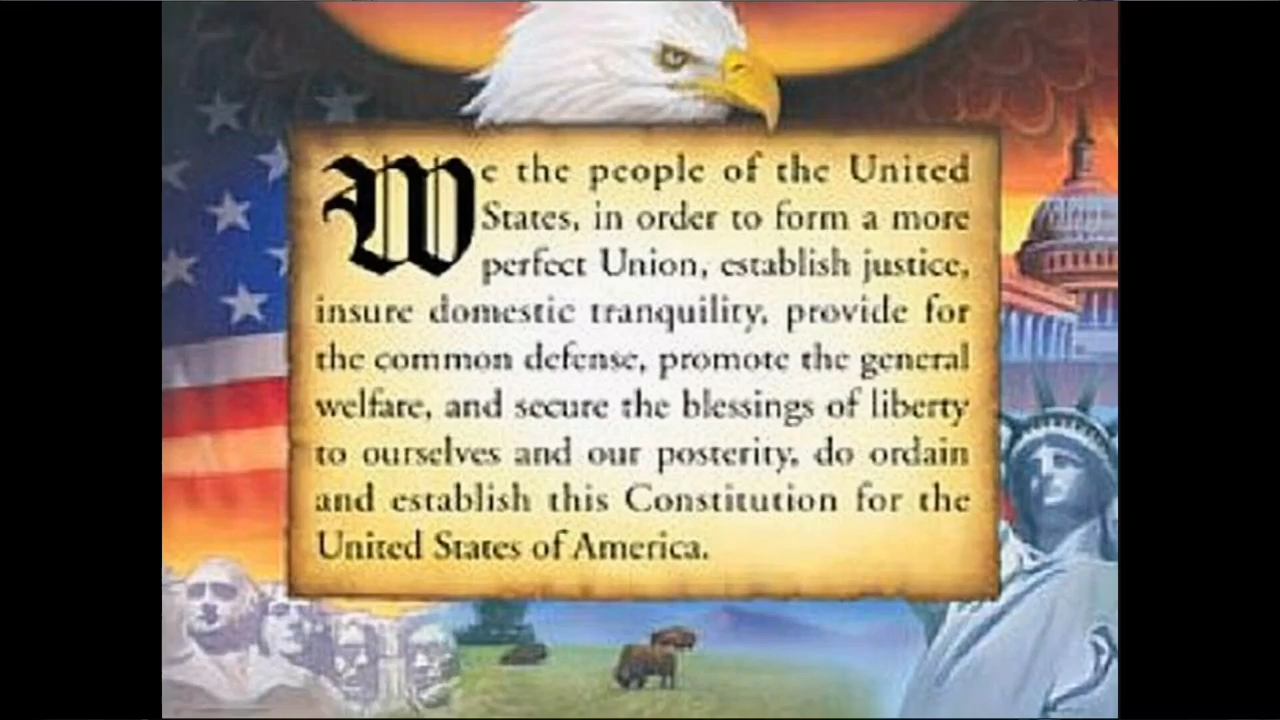 We the people of the United
States, in order to form a more
perfect Union, establish justice,
insure domestic tranquility, provide for
the common defense, promote the general
welfare, and secure the blessings of liberty
to ourselves and our posterity, do ordain
and establish this Constitution for the
United States of America.